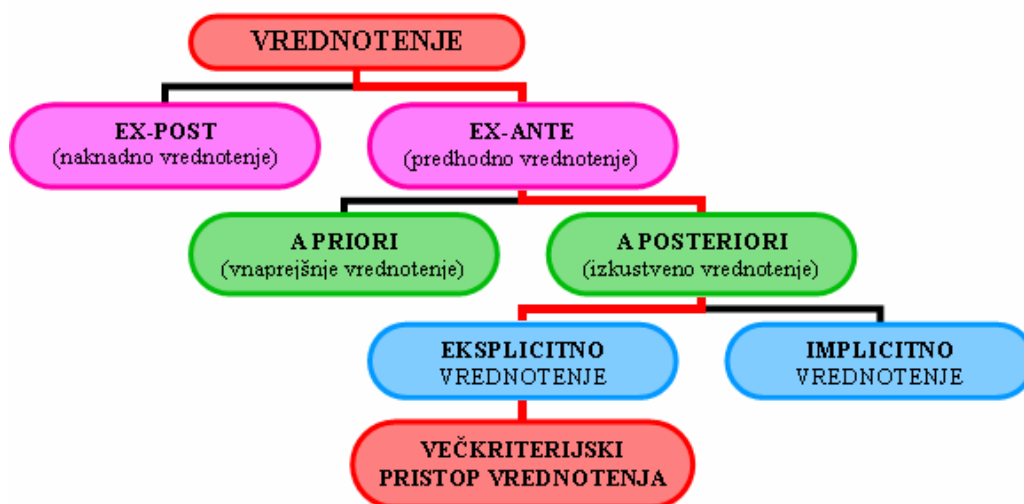 VREDNOTENJE
EX-POST
(naknadno vrednotenje)
EX-ANTE
(predhodno vrednotenje)
A PRIORI
(vnaprejšnje vrednotenje)
A POSTERIORI
(izkustveno vrednotenje)
EKSPLICITNO
VREDNOTENJE
IMPLICITNO
VREDNOTENJE
VEČKRITERIJSKI
PRISTOP VREDNOTENJA